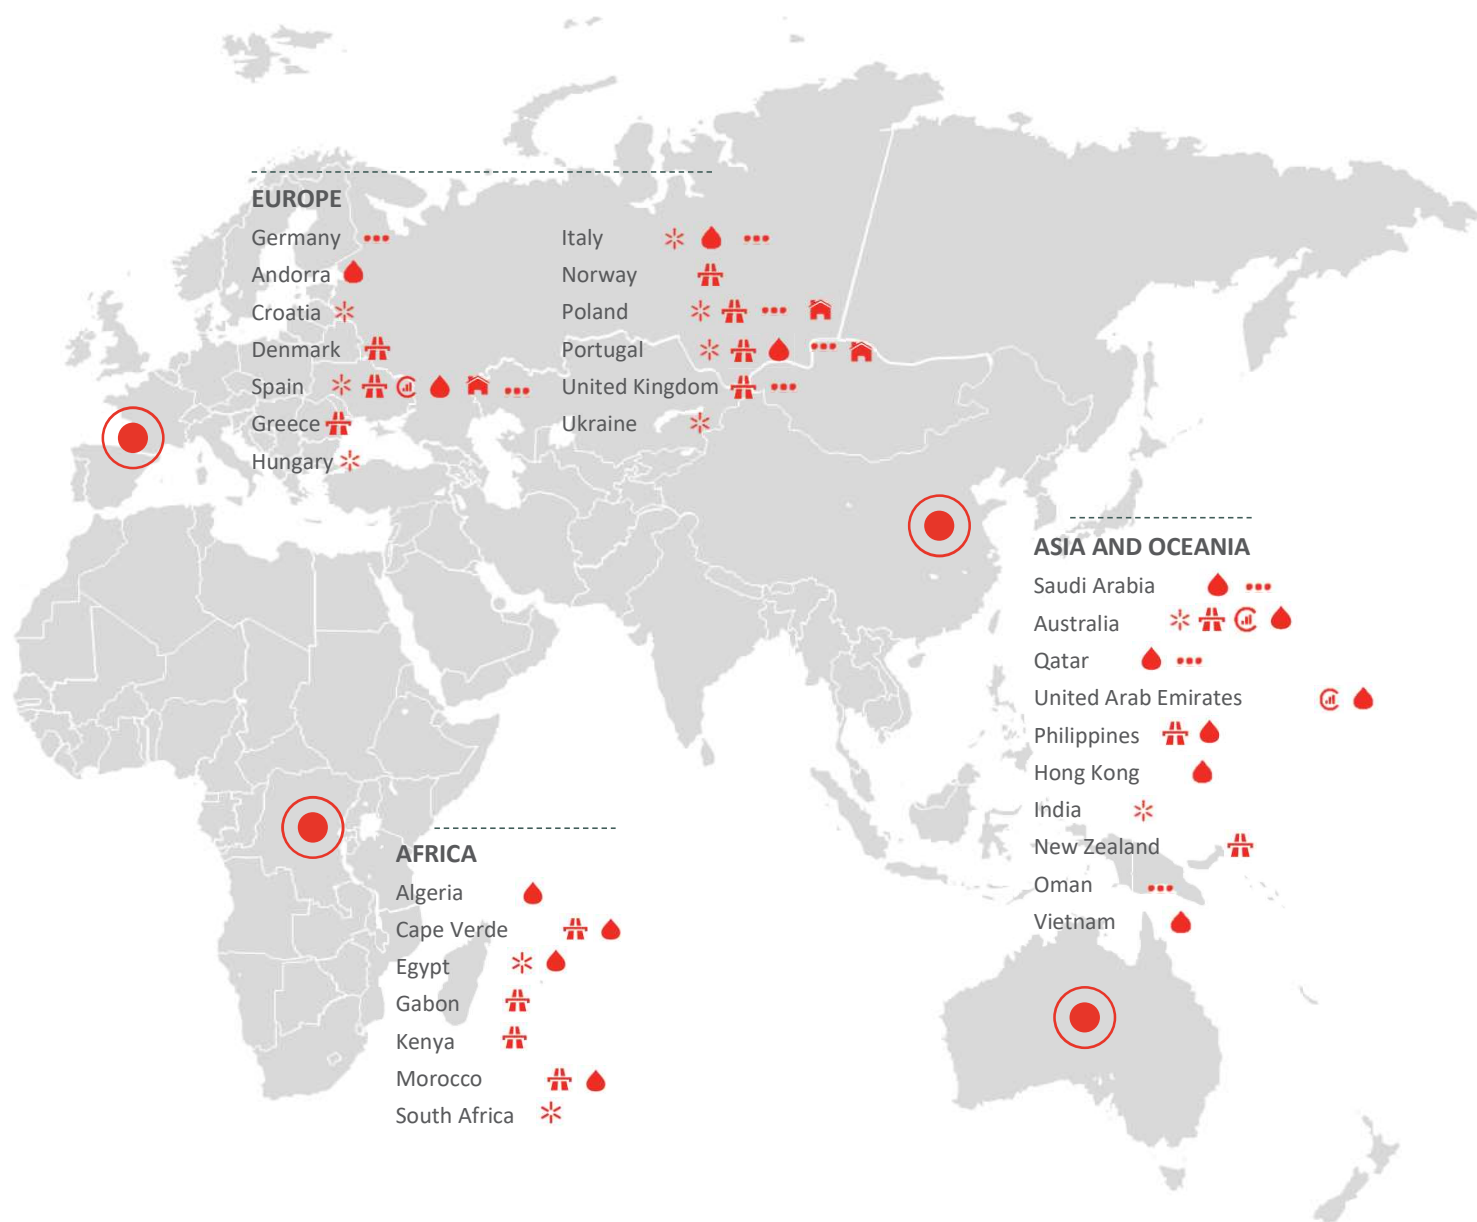 EUROPE
Germany
Andorra
Croatia
Denmark
Spain
Greece
Hungary
Italy
Norway
Poland
Portugal
United Kingdom
Ukraine
ASIA AND OCEANIA
Saudi Arabia
Australia
Qatar
United Arab Emirates
Philippines
Hong Kong
India
New Zealand
Oman
Vietnam
AFRICA
Algeria
Cape Verde
Egypt
Gabon
Kenya
Morocco
South Africa